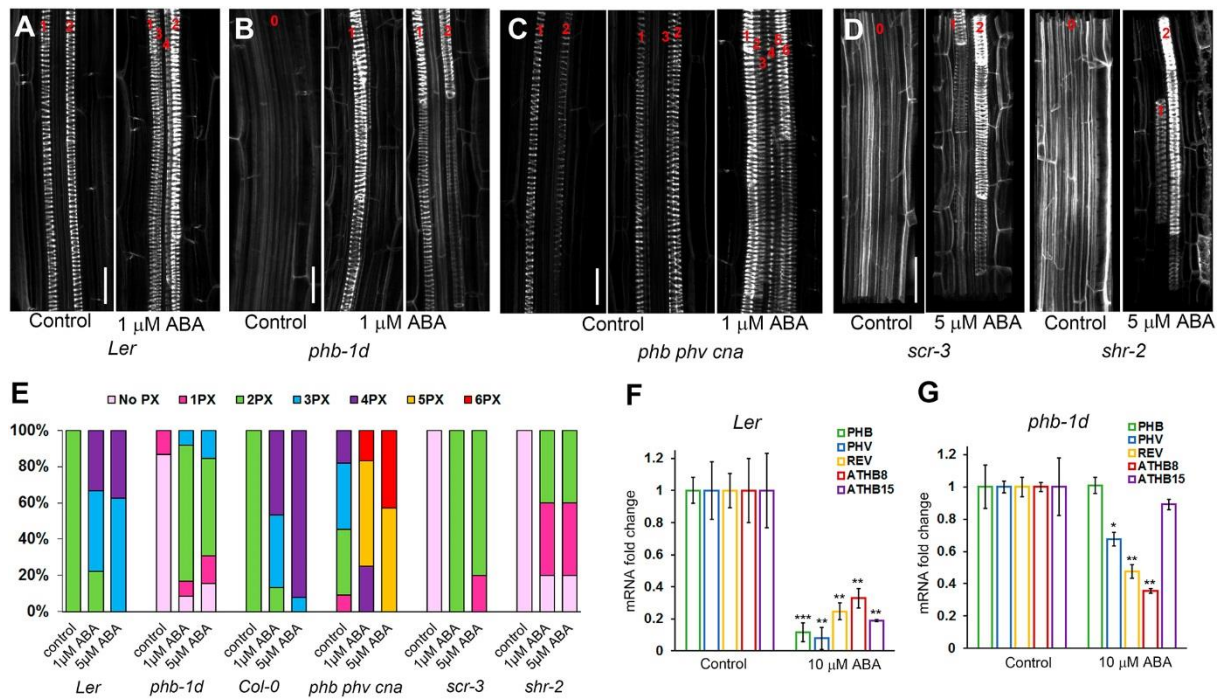 A
1
2
1
3
4
2
Control
1 μM ABA
Ler
B
0
1
1
2
Control
1 μM ABA
phb-1d
C
1
2
1
3
2
1
2
3
4
5
6
Control
1 μM ABA
phb phv cna
D
0
1
2
0
1
2
Control
5 μM ABA
Control
5 μM ABA
scr-3
shr-2
E
No PX 1PX 2PX 3PX 4PX 5PX 6PX
100%
80%
60%
40%
20%
0%
control
1μM ABA
5μM ABA
control
1μM ABA
5μM ABA
control
1μM ABA
5μM ABA
control
1μM ABA
5μM ABA
control
1μM ABA
5μM ABA
control
1μM ABA
5μM ABA
Ler
phb-1d
Col-0
phb phv cna
scr-3
shr-2
F
Ler
PHB
PHV
REV
ATHB8
ATHB15
mRNA fold change
1.2
1
0.8
0.6
0.4
0.2
0
***
**
**
**
**
Control
10 μM ABA
G
phb-1d
PHB
PHV
REV
ATHB8
ATHB15
mRNA fold change
1.2
1
0.8
0.6
0.4
0.2
0
*
**
**
Control
10 μM ABA